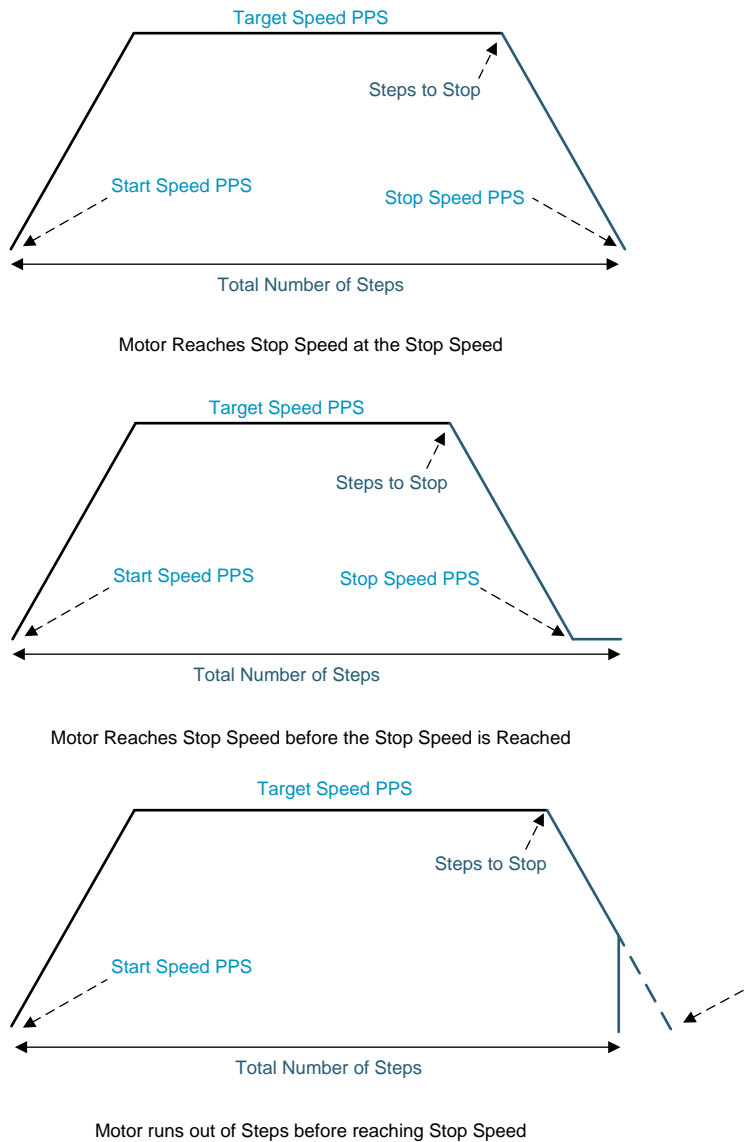 Target Speed PPS
Steps to Stop
Start Speed PPS
Stop Speed PPS
Total Number of Steps
Motor Reaches Stop Speed at the Stop Speed
Target Speed PPS
Steps to Stop
Start Speed PPS
Stop Speed PPS
Total Number of Steps
Motor Reaches Stop Speed before the Stop Speed is Reached
Target Speed PPS
Steps to Stop
Start Speed PPS
Total Number of Steps
Motor runs out of Steps before reaching Stop Speed